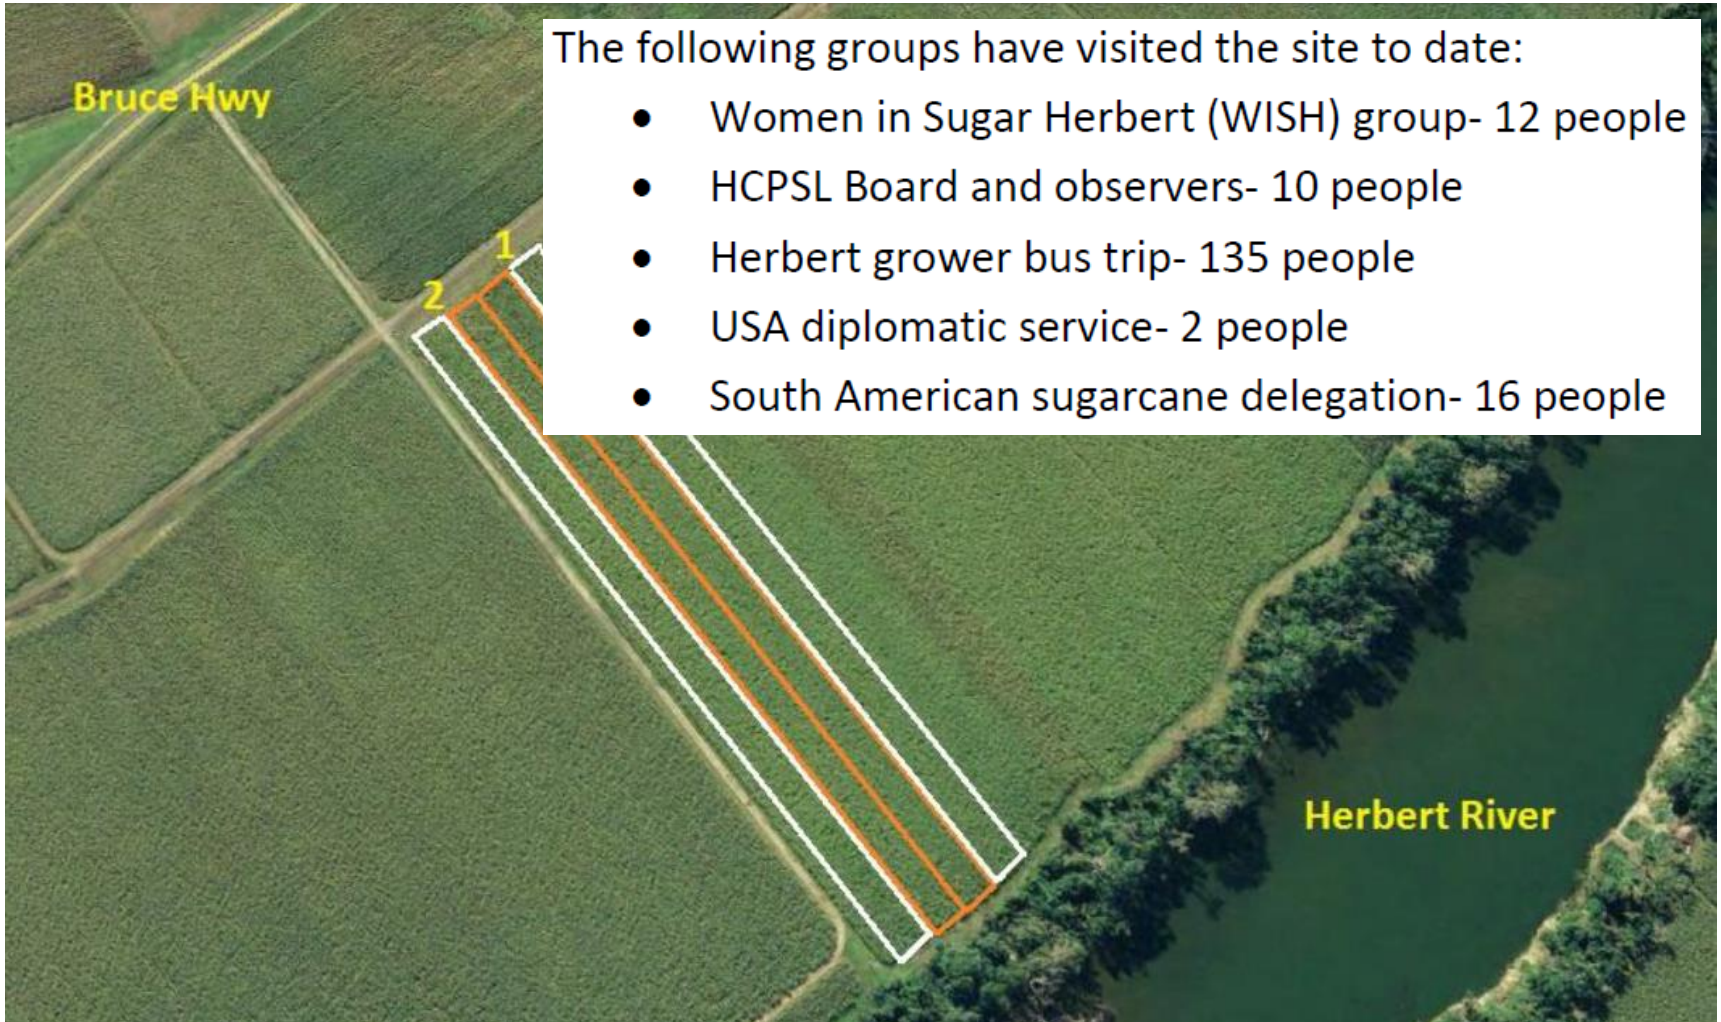 The following groups have visited the site to date:
• Women in Sugar Herbert (WISH) group- 12 people
• HCPSL Board and observers- 10 people
• Herbert grower bus trip- 135 people
• USA diplomatic service- 2 people
• South American sugarcane delegation- 16 people
Bruce Hwy
1
2
Herbert River